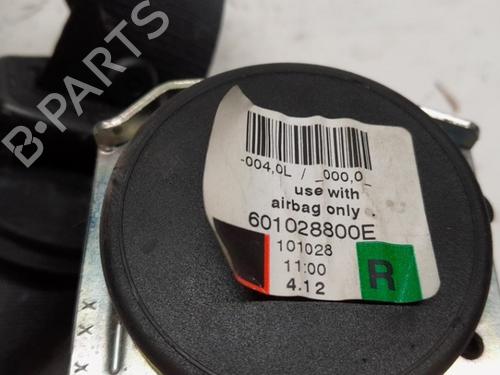 B-PARTS
-004,0L / _000,0_
use with
airbag only
601028800E
101028
11:00
4.12
R
x x x